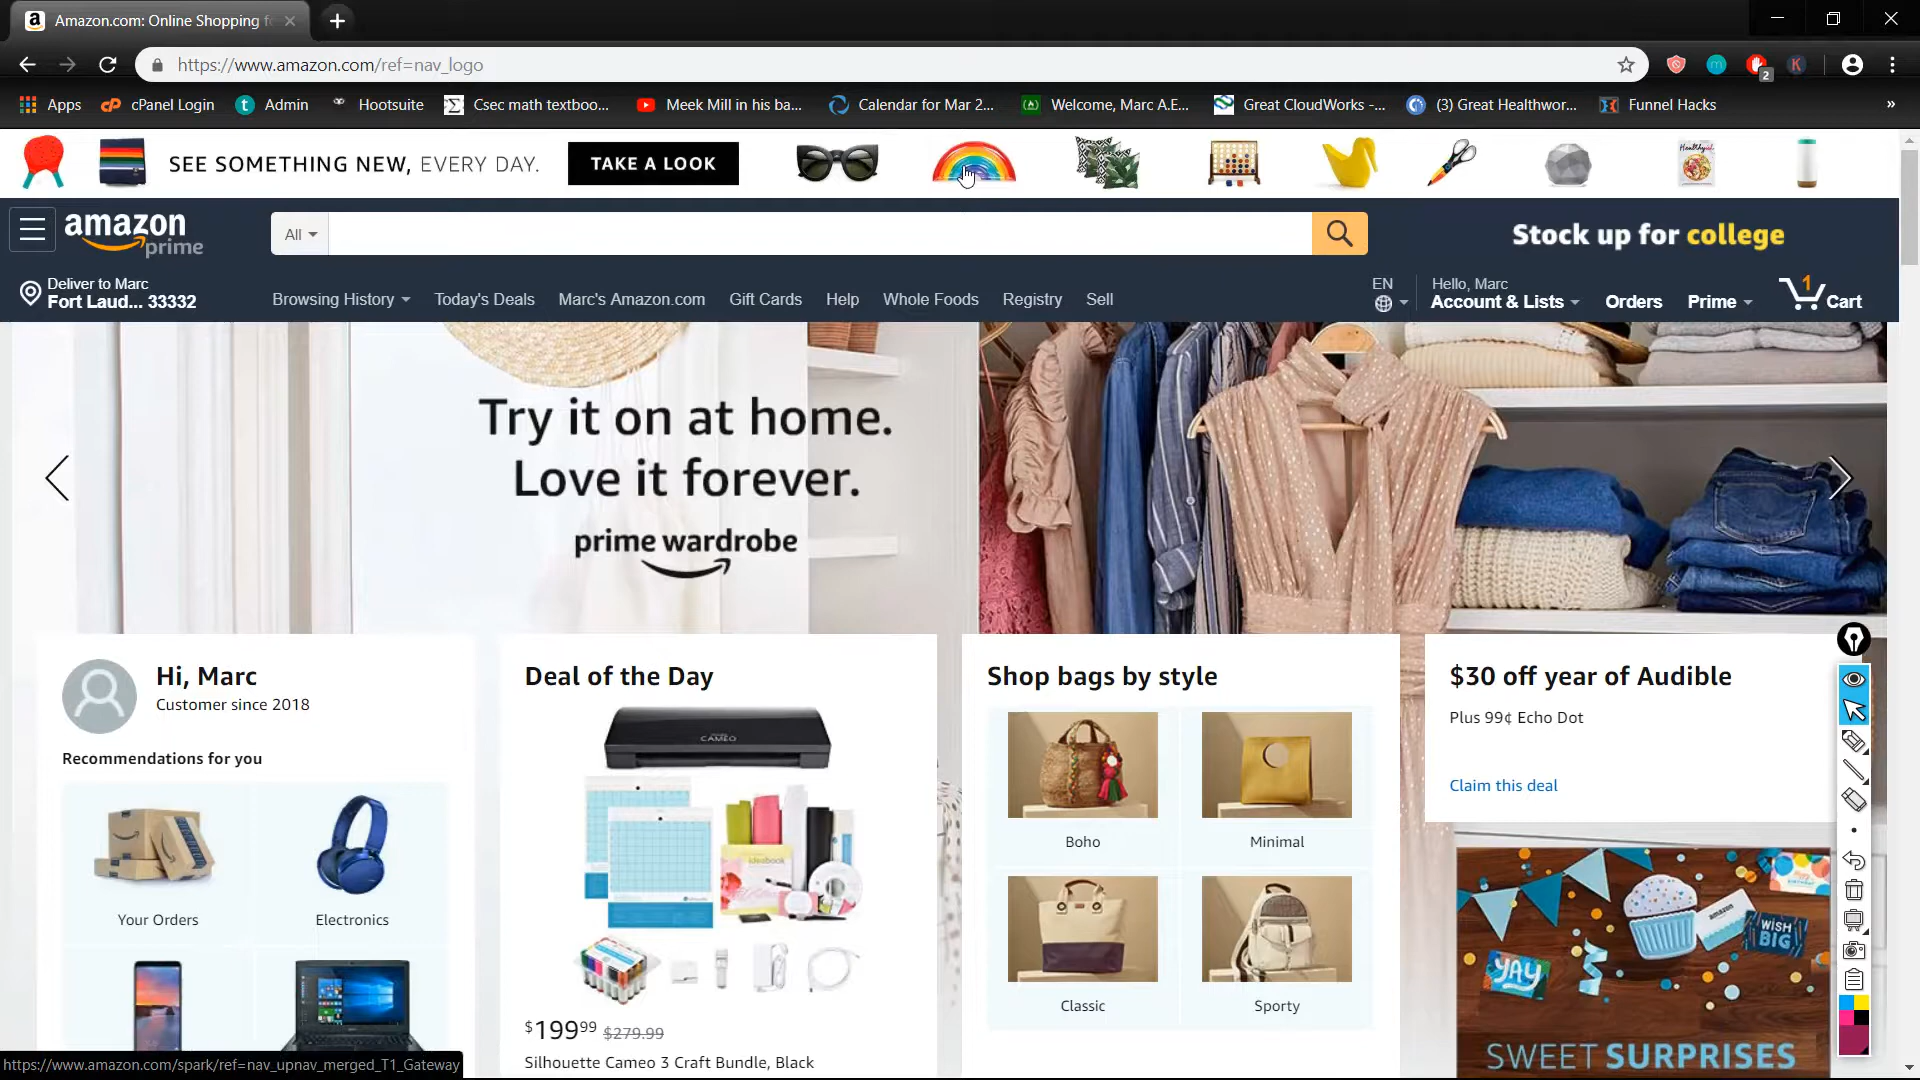 Amazon.com: Online Shopping f
https://www.amazon.com/ref=nav_logo
2
K
Apps
cPanel Login
Admin
Hootsuite
Csec math textboo...
Meek Mill in his ba...
Calendar for Mar 2...
Welcome, Marc A.E...
Great CloudWorks -...
(3) Great Healthwor...
Funnel Hacks
»
SEE SOMETHING NEW, EVERY DAY.
TAKE A LOOK
amazon
prime
All
Stock up for college
Deliver to Marc
Fort Laud... 33332
Browsing History
Today's Deals
Marc's Amazon.com
Gift Cards
Help
Whole Foods
Registry
Sell
EN
Hello, Marc
Account & Lists
Orders
Prime
1
Cart
Try it on at home.
Love it forever.
prime wardrobe
Hi, Marc
Customer since 2018
Recommendations for you
Your Orders
Electronics
Deal of the Day
CAMEO
ideabook
$199 99 $279.99
Silhouette Cameo 3 Craft Bundle, Black
Shop bags by style
Boho
Minimal
Classic
Sporty
$30 off year of Audible
Plus 99¢ Echo Dot
Claim this deal
amazon
WISH
BIG
YAY
SWEET SURPRISES
https://www.amazon.com/spark/ref=nav_upnav_merged_T1_Gateway